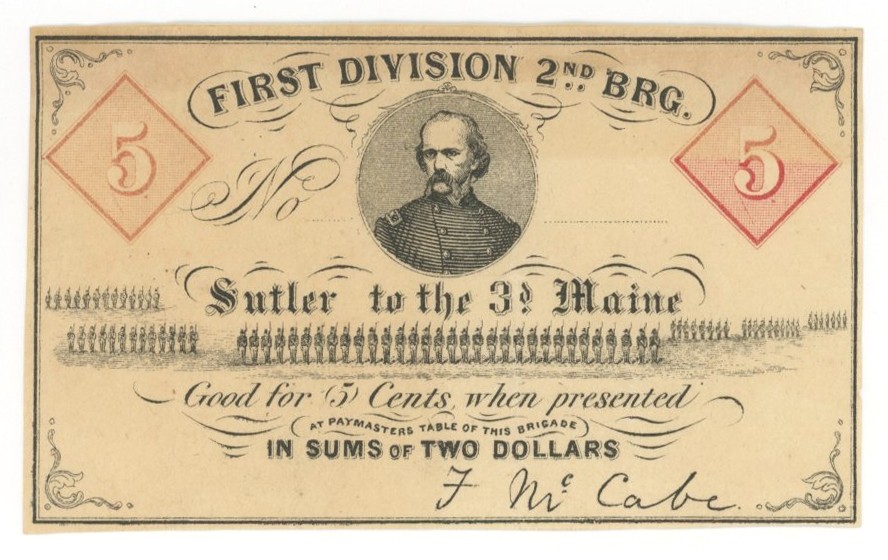 FIRST DIVISION 2ND BRG.
5
5
No
Sutler to the 3d Maine
Good for (5) Cents, when presented
AT PAYMASTERS TABLE OF THIS BRIGADE
IN SUMS OF TWO DOLLARS
F McCabe.